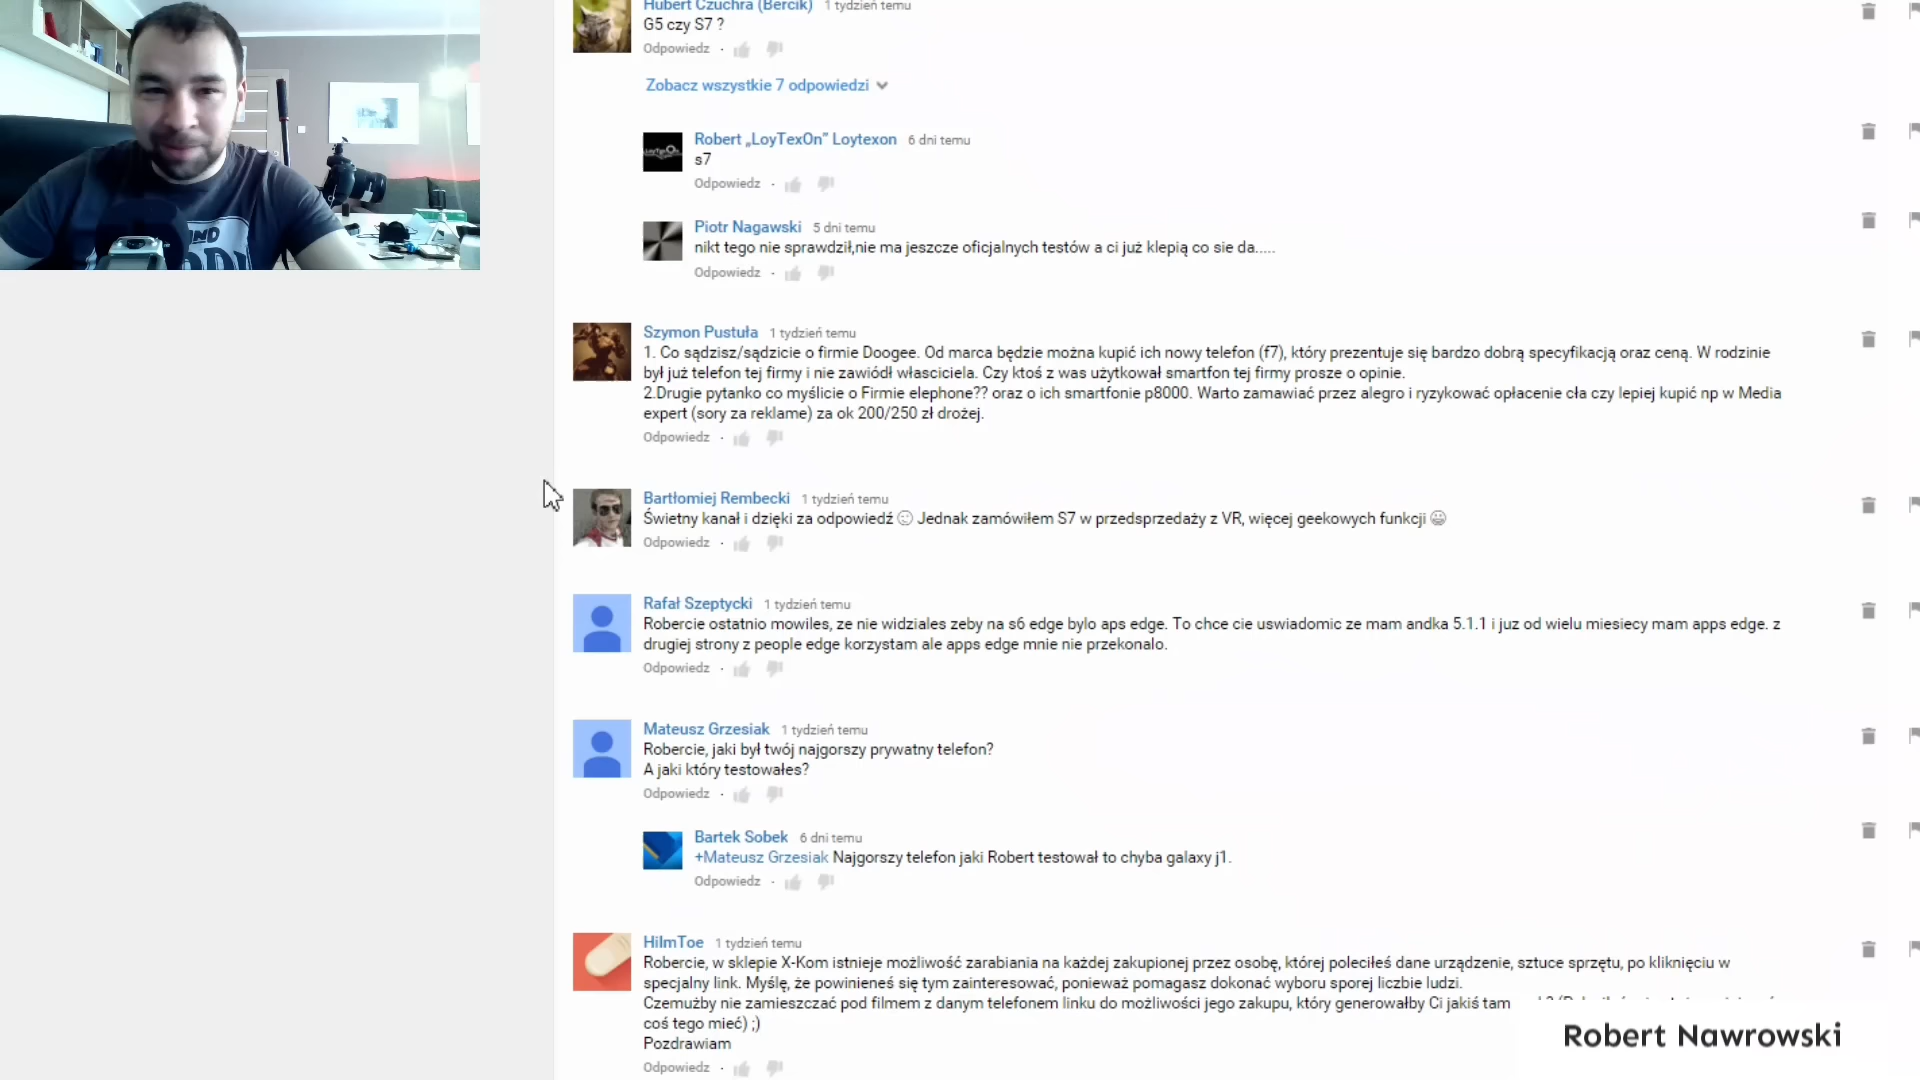 Hubert Czuchra (Bercik) 1 tydzień temu
G5 czy S7 ?
Odpowiedz
Zobacz wszystkie 7 odpowiedzi
Robert „LoyTexOn” Loytexon 6 dni temu
s7
Odpowiedz
Piotr Nagawski 5 dni temu
nikt tego nie sprawdził,nie ma jeszcze oficjalnych testów a ci już klepią co sie da.....
Odpowiedz
Szymon Pustuła 1 tydzień temu
1. Co sądzisz/sądzicie o firmie Doogee. Od marca będzie można kupić ich nowy telefon (f7), który prezentuje się bardzo dobrą specyfikacją oraz ceną. W rodzinie
był już telefon tej firmy i nie zawiódł własciciela. Czy ktoś z was użytkował smartfon tej firmy prosze o opinie.
2.Drugie pytanko co myślicie o Firmie elephone?? oraz o ich smartfonie p8000. Warto zamawiać przez alegro i ryzykować opłacenie cła czy lepiej kupić np w Media
expert (sory za reklame) za ok 200/250 zł drożej.
Odpowiedz
Bartłomiej Rembecki 1 tydzień temu
Świetny kanał i dzięki za odpowiedź Jednak zamówiłem S7 w przedsprzedaży z VR, więcej geekowych funkcji
Odpowiedz
Rafał Szeptycki 1 tydzień temu
Robercie ostatnio mowiles, ze nie widziales zeby na s6 edge bylo aps edge. To chce cie uswiadomic ze mam andka 5.1.1 i juz od wielu miesiecy mam apps edge. z
drugiej strony z people edge korzystam ale apps edge mnie nie przekonalo.
Odpowiedz
Mateusz Grzesiak 1 tydzień temu
Robercie, jaki był twój najgorszy prywatny telefon?
A jaki który testowałes?
Odpowiedz
Bartek Sobek 6 dni temu
+Mateusz Grzesiak Najgorszy telefon jaki Robert testował to chyba galaxy j1.
Odpowiedz
HilmToe 1 tydzień temu
Robercie, w sklepie X-Kom istnieje możliwość zarabiania na każdej zakupionej przez osobę, której poleciłeś dane urządzenie, sztuce sprzętu, po kliknięciu w
specjalny link. Myślę, że powinieneś się tym zainteresować, ponieważ pomagasz dokonać wyboru sporej liczbie ludzi.
Czemużby nie zamieszczać pod filmem z danym telefonem linku do możliwości jego zakupu, który generowałby Ci jakiś tam
coś tego mieć) ;)
Pozdrawiam
Odpowiedz
Robert Nawrowski